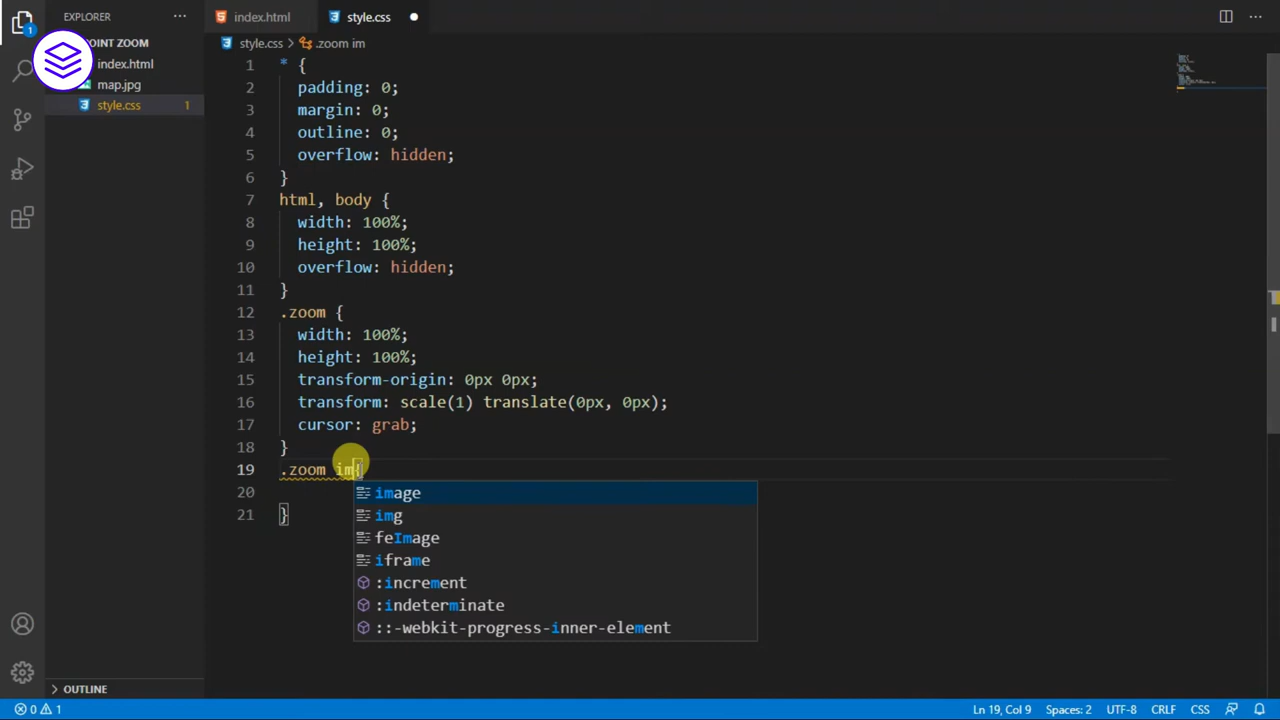 EXPLORER
···
index.html
style.css
POINT ZOOM
index.html
map.jpg
style.css 1
OUTLINE
1
style.css > .zoom im
1 * {
2 padding: 0;
3 margin: 0;
4 outline: 0;
5 overflow: hidden;
6 }
7 html, body {
8 width: 100%;
9 height: 100%;
10 overflow: hidden;
11 }
12 .zoom {
13 width: 100%;
14 height: 100%;
15 transform-origin: 0px 0px;
16 transform: scale(1) translate(0px, 0px);
17 cursor: grab;
18 }
19 .zoom im{
20
21 }
image
img
feImage
iframe
:increment
:indeterminate
::-webkit-progress-inner-element
0 1
Ln 19, Col 9 Spaces: 2 UTF-8 CRLF CSS